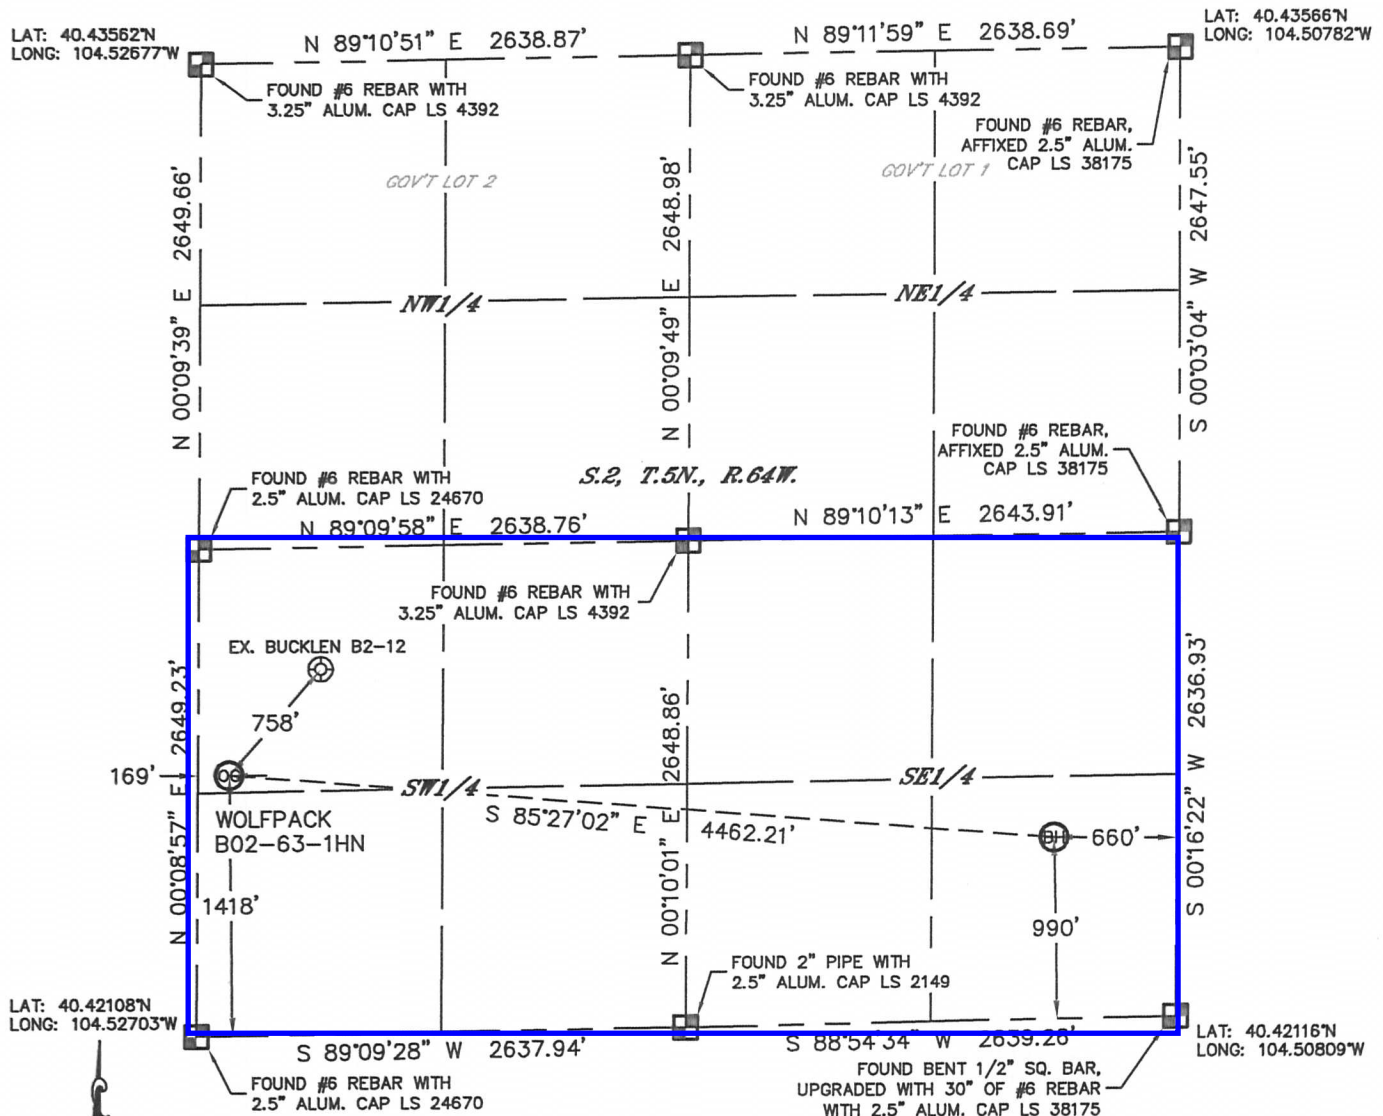 LAT: 40.43562°N
LONG: 104.52677°W
N 89°10'51" E 2638.87'
N 89°11'59" E 2638.69'
LAT: 40.43566°N
LONG: 104.50782°W
FOUND #6 REBAR WITH
3.25" ALUM. CAP LS 4392
FOUND #6 REBAR WITH
3.25" ALUM. CAP LS 4392
FOUND #6 REBAR,
AFFIXED 2.5" ALUM.
CAP LS 38175
GOV'T LOT 2
GOV'T LOT 1
N 00°09'39" E 2649.66'
N 00°09'49" E 2648.98'
S 00°03'04" W 2647.55'
NW1/4
NE1/4
FOUND #6 REBAR,
AFFIXED 2.5" ALUM.
CAP LS 38175
S.2, T.5N., R.64W.
FOUND #6 REBAR WITH
2.5" ALUM. CAP LS 24670
N 89°09'58" E 2638.76'
N 89°10'13" E 2643.91'
FOUND #6 REBAR WITH
3.25" ALUM. CAP LS 4392
EX. BUCKLEN B2-12
758'
N 00°08'57" E 2649.23'
N 00°10'01" E 2648.86'
S 00°16'22" W 2636.93'
169'
OG
SW1/4
SE1/4
WOLFPACK
B02-63-1HN
S 85°27'02" E 4462.21'
BH
660'
1418'
990'
FOUND 2" PIPE WITH
2.5" ALUM. CAP LS 2149
LAT: 40.42108°N
LONG: 104.52703°W
S 89°09'28" W 2637.94'
S 88°54'34" W 2639.28'
LAT: 40.42116°N
LONG: 104.50809°W
FOUND #6 REBAR WITH
2.5" ALUM. CAP LS 24670
FOUND BENT 1/2" SQ. BAR,
UPGRADED WITH 30" OF #6 REBAR
WITH 2.5" ALUM. CAP LS 38175